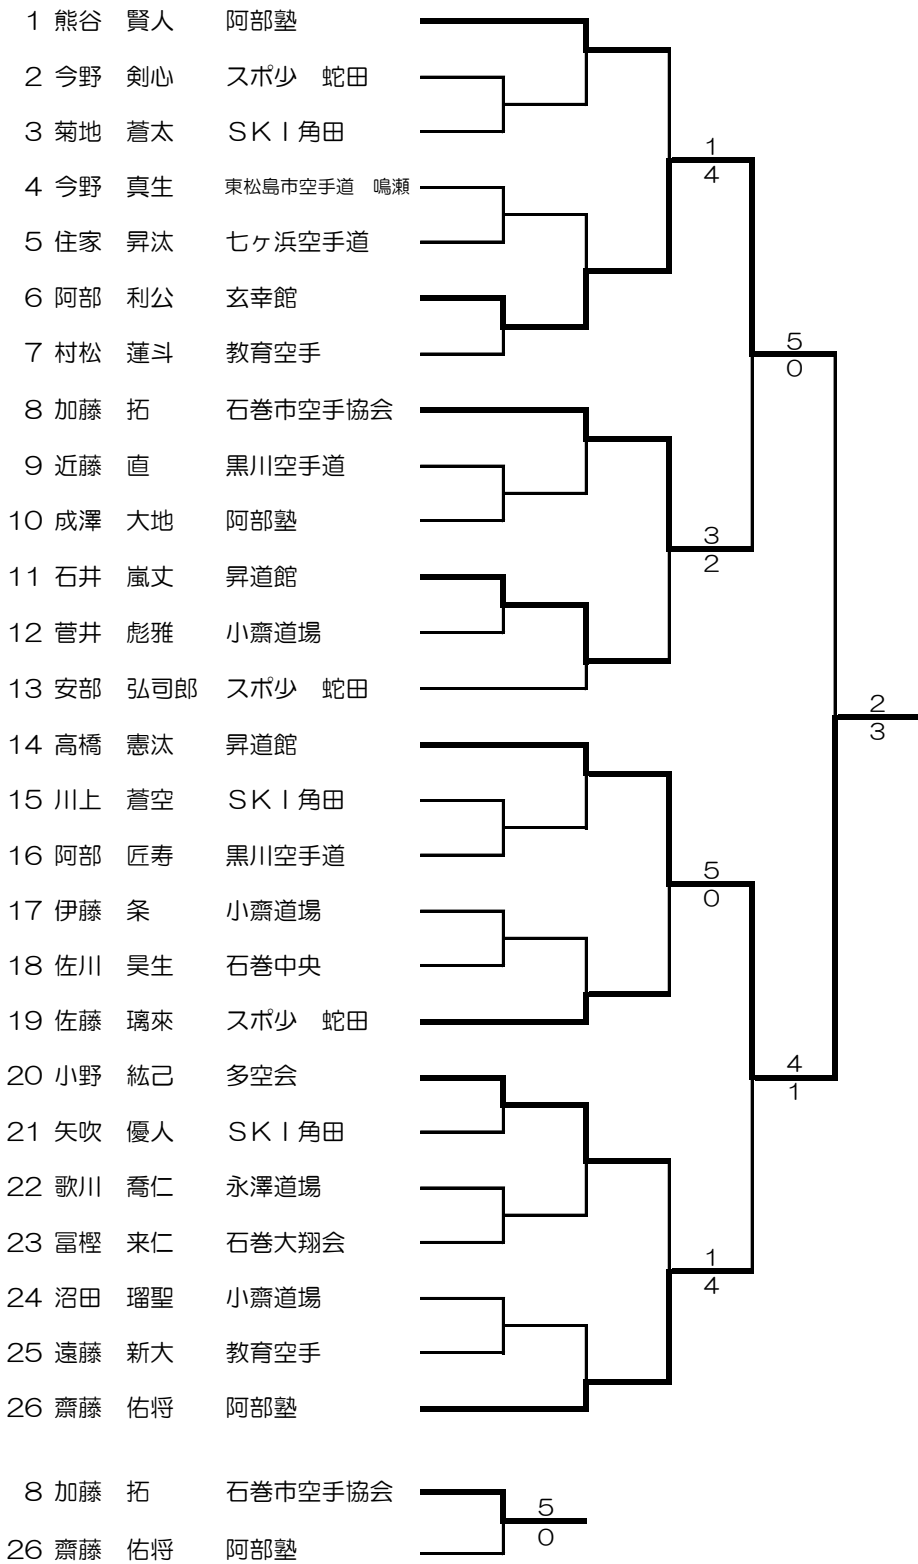 1 熊谷 賢人 阿部塾
2 今野 剣心 スポ少 蛇田
3 菊地 蒼太 ＳＫＩ角田
1
4
4 今野 真生 東松島市空手道 鳴瀬
5 住家 昇汰 七ヶ浜空手道
6 阿部 利公 玄幸館
5
0
7 村松 蓮斗 教育空手
8 加藤 拓 石巻市空手協会
9 近藤 直 黒川空手道
10 成澤 大地 阿部塾
3
2
11 石井 嵐丈 昇道館
12 菅井 彪雅 小齋道場
13 安部 弘司郎 スポ少 蛇田
2
3
14 高橋 憲汰 昇道館
15 川上 蒼空 ＳＫＩ角田
16 阿部 匠寿 黒川空手道
5
0
17 伊藤 条 小齋道場
18 佐川 昊生 石巻中央
19 佐藤 璃來 スポ少 蛇田
4
1
20 小野 紘己 多空会
21 矢吹 優人 ＳＫＩ角田
22 歌川 喬仁 永澤道場
23 冨樫 来仁 石巻大翔会
1
4
24 沼田 瑠聖 小齋道場
25 遠藤 新大 教育空手
26 齋藤 佑将 阿部塾
8 加藤 拓 石巻市空手協会
5
0
26 齋藤 佑将 阿部塾